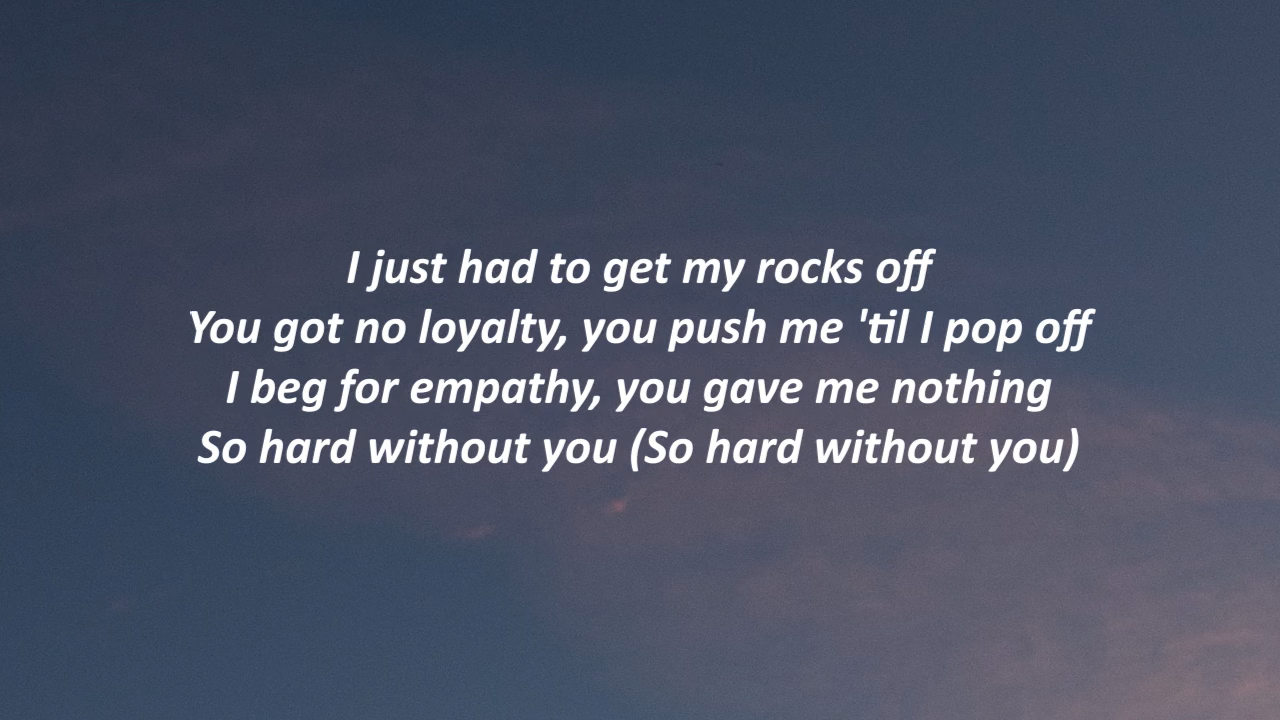 I just had to get my rocks off
You got no loyalty, you push me 'til I pop off
I beg for empathy, you gave me nothing
So hard without you (So hard without you)